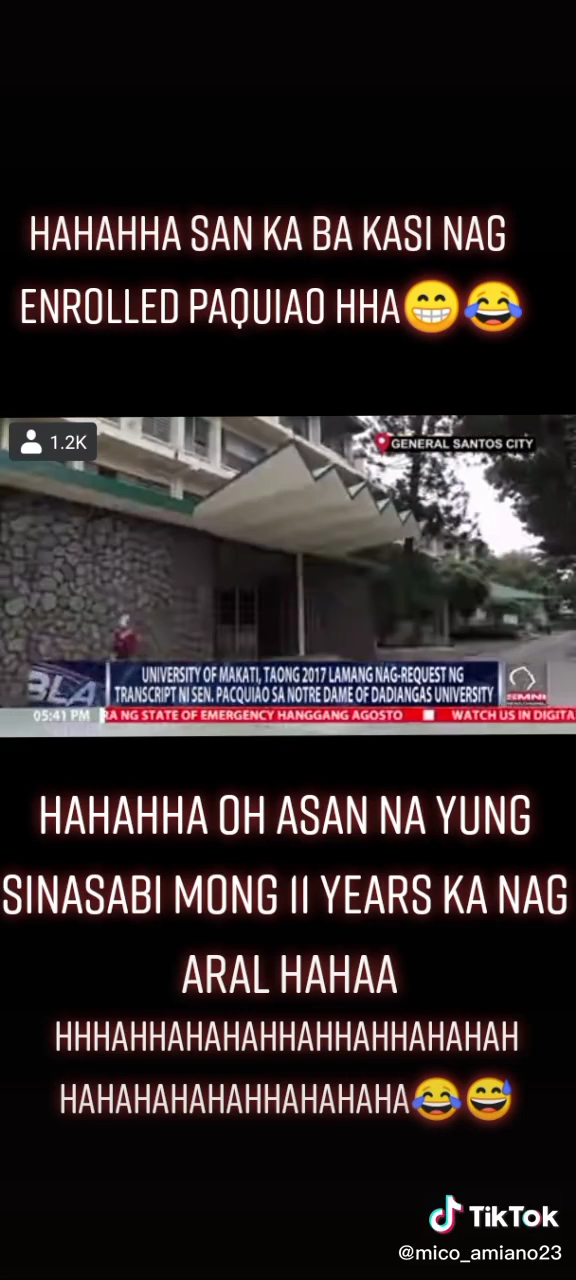 HAHAHHA SAN KA BA KASI NAG
ENROLLED PAQUIAO HHA😁😂
1.2K
GENERAL SANTOS CITY
UNIVERSITY OF MAKATI, TAONG 2017 LAMANG NAG-REQUEST NG
TRANSCRIPT NI SEN. PACQUIAO SA NOTRE DAME OF DADIANGAS UNIVERSITY
SMNI
05:41 PM RA NG STATE OF EMERGENCY HANGGANG AGOSTO WATCH US IN DIGITA
HAHAHHA OH ASAN NA YUNG
SINASABI MONG 11 YEARS KA NAG
ARAL HAHAA
HHHAHHAHAHAHHAHHAHHAHAHAH
HAHAHAHAHAHHAHAHAHA😂😅
TikTok
@mico_amiano23